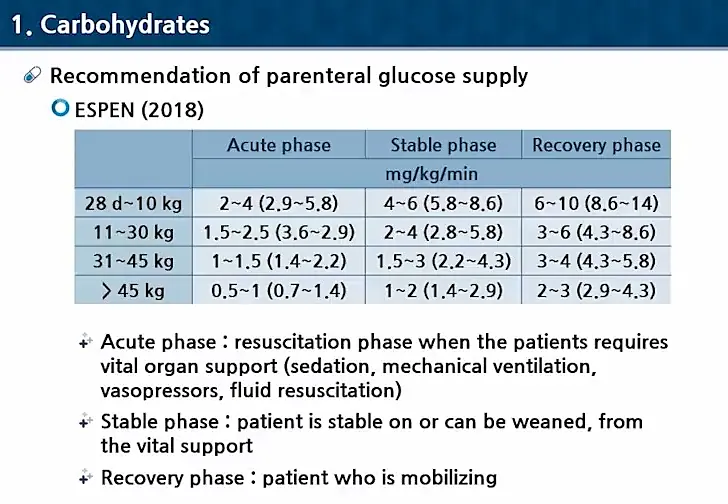 1. Carbohydrates
Recommendation of parenteral glucose supply
ESPEN (2018)
Acute phase Stable phase Recovery phase
mg/kg/min
28 d~10 kg 2~4 (2.9~5.8) 4~6 (5.8~8.6) 6~10 (8.6~14)
11~30 kg 1.5~2.5 (3.6~2.9) 2~4 (2.8~5.8) 3~6 (4.3~8.6)
31~45 kg 1~1.5 (1.4~2.2) 1.5~3 (2.2~4.3) 3~4 (4.3~5.8)
> 45 kg 0.5~1 (0.7~1.4) 1~2 (1.4~2.9) 2~3 (2.9~4.3)
Acute phase : resuscitation phase when the patients requires
vital organ support (sedation, mechanical ventilation,
vasopressors, fluid resuscitation)
Stable phase : patient is stable on or can be weaned, from
the vital support
Recovery phase : patient who is mobilizing